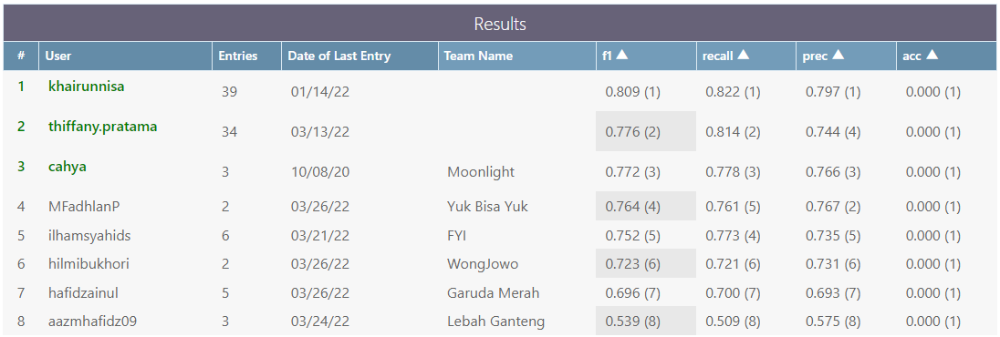 Results
# User Entries Date of Last Entry Team Name f1 ▲ recall ▲ prec ▲ acc ▲
1 khairunnisa 39 01/14/22 0.809 (1) 0.822 (1) 0.797 (1) 0.000 (1)
2 thiffany.pratama 34 03/13/22 0.776 (2) 0.814 (2) 0.744 (4) 0.000 (1)
3 cahya 3 10/08/20 Moonlight 0.772 (3) 0.778 (3) 0.766 (3) 0.000 (1)
4 MFadhlanP 2 03/26/22 Yuk Bisa Yuk 0.764 (4) 0.761 (5) 0.767 (2) 0.000 (1)
5 ilhamsyahids 6 03/21/22 FYI 0.752 (5) 0.773 (4) 0.735 (5) 0.000 (1)
6 hilmibukhori 2 03/26/22 WongJowo 0.723 (6) 0.721 (6) 0.731 (6) 0.000 (1)
7 hafidzainul 5 03/26/22 Garuda Merah 0.696 (7) 0.700 (7) 0.693 (7) 0.000 (1)
8 aazmhafidz09 3 03/24/22 Lebah Ganteng 0.539 (8) 0.509 (8) 0.575 (8) 0.000 (1)